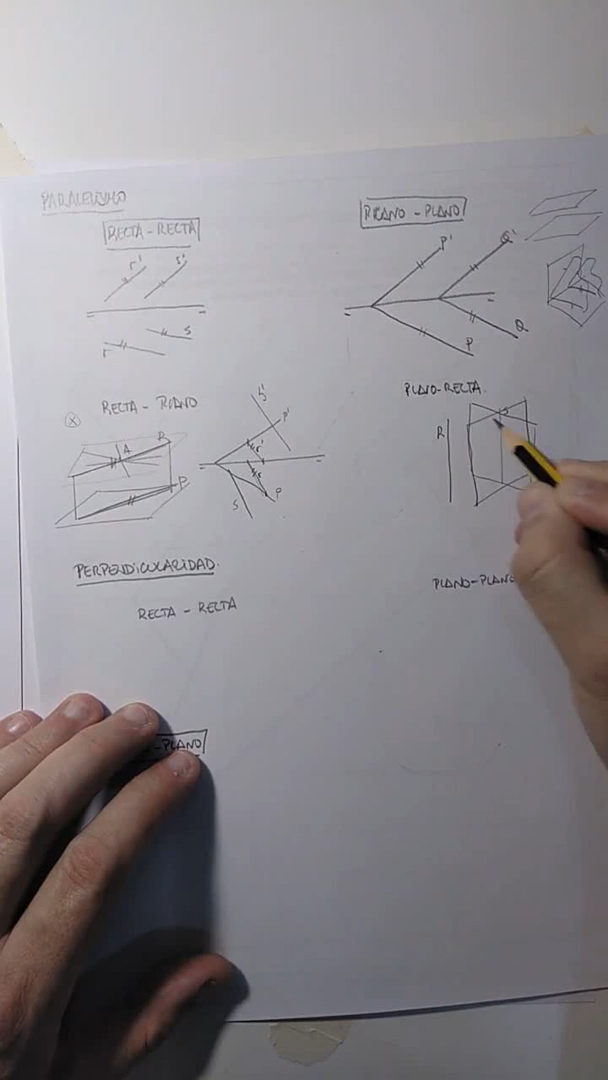 PARALELISMO
RECTA-RECTA
r' s'
s
r
PLANO-PLANO
P' Q'
Q
P
RECTA-PLANO
A R
P
s' P'
r'
r
s P
PLANO-RECTA
R
PERPENDICULARIDAD.
RECTA-RECTA
PLANO-PLANO
-PLANO